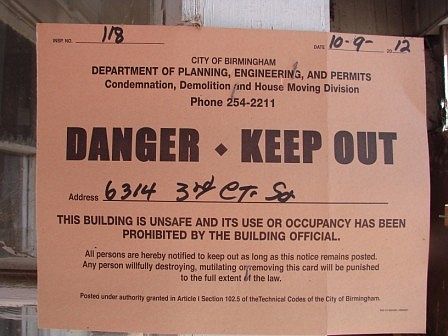 INSP. NO. 118 DATE 10-9- 20 12
CITY OF BIRMINGHAM
DEPARTMENT OF PLANNING, ENGINEERING, AND PERMITS
Condemnation, Demolition and House Moving Division
Phone 254-2211
DANGER ◆ KEEP OUT
Address 6314 3rd Ct. So
THIS BUILDING IS UNSAFE AND ITS USE OR OCCUPANCY HAS BEEN
PROHIBITED BY THE BUILDING OFFICIAL.
All persons are hereby notified to keep out as long as this notice remains posted.
Any person willfully destroying, mutilating or removing this card will be punished
to the full extent of the law.
Posted under authority granted in Article I Section 102.5 of the Technical Codes of the City of Birmingham.